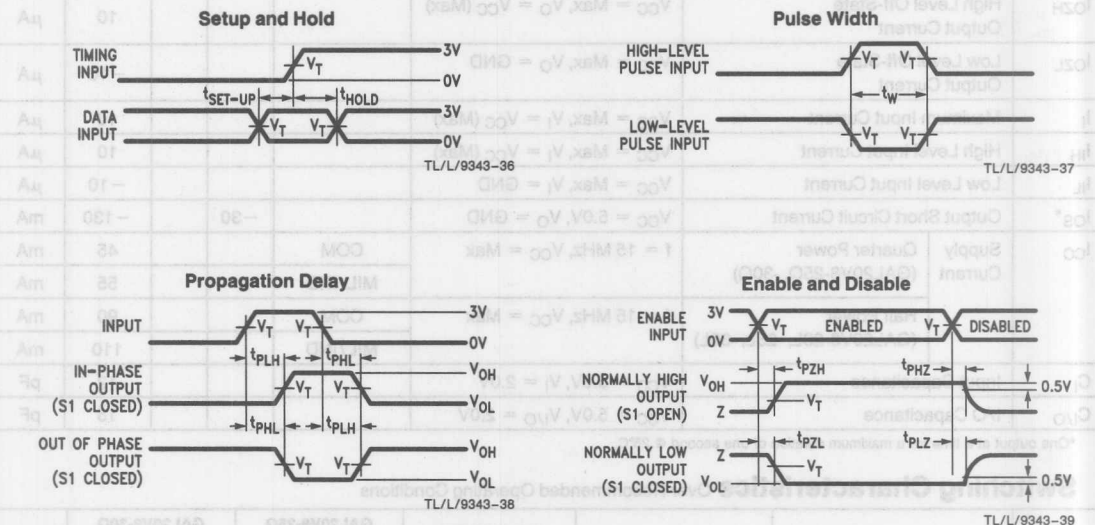 Setup and Hold
TIMING
INPUT
V_T
3V
0V
t_SET-UP
t_HOLD
DATA
INPUT
V_T
V_T
3V
0V
TL/L/9343-36
Pulse Width
HIGH-LEVEL
PULSE INPUT
V_T
V_T
t_W
LOW-LEVEL
PULSE INPUT
V_T
V_T
TL/L/9343-37
Propagation Delay
INPUT
V_T
V_T
3V
0V
t_PLH
t_PHL
IN-PHASE
OUTPUT
(S1 CLOSED)
V_T
V_T
V_OH
V_OL
t_PHL
t_PLH
OUT OF PHASE
OUTPUT
(S1 CLOSED)
V_T
V_T
V_OH
V_OL
TL/L/9343-38
Enable and Disable
ENABLE
INPUT
3V
0V
V_T
ENABLED
V_T
DISABLED
t_PZH
t_PHZ
NORMALLY HIGH
OUTPUT
(S1 OPEN)
V_OH
Z
V_T
0.5V
t_PZL
t_PLZ
NORMALLY LOW
OUTPUT
(S1 CLOSED)
Z
V_OL
V_T
0.5V
TL/L/9343-39